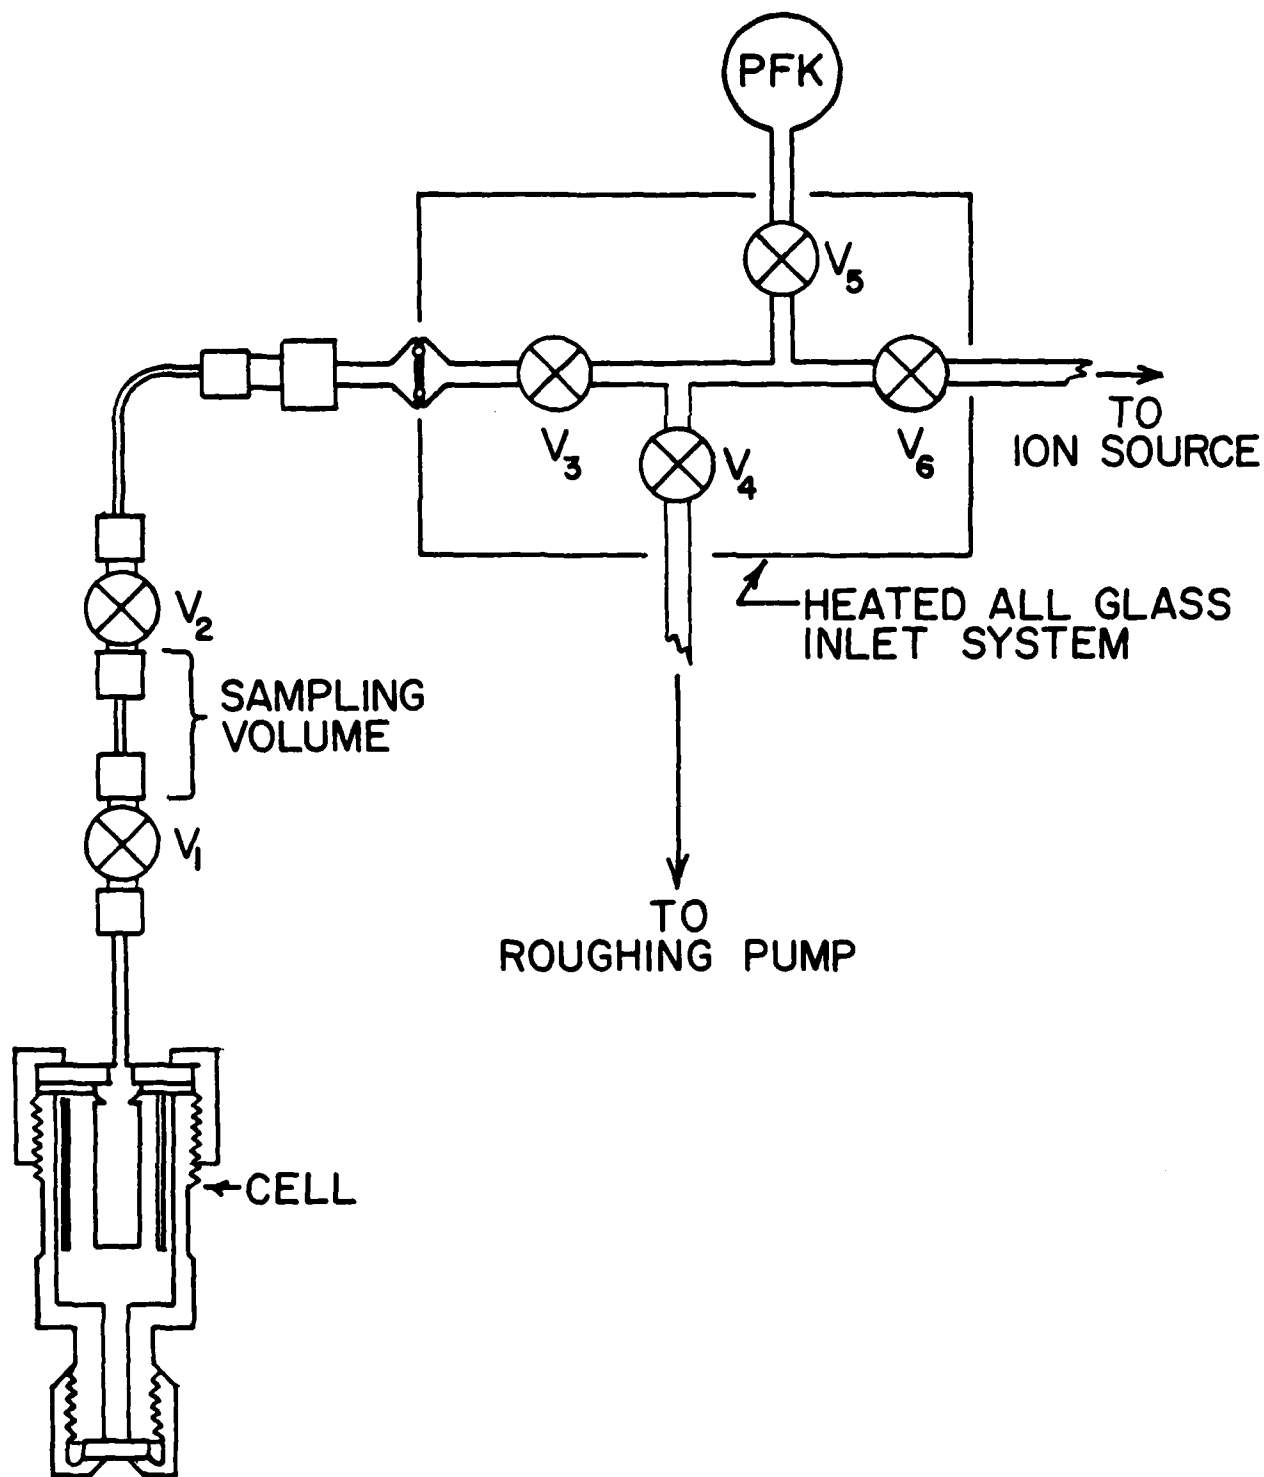 PFK
V5
V3
V4
V6
TO
ION SOURCE
HEATED ALL GLASS
INLET SYSTEM
V2
SAMPLING
VOLUME
V1
TO
ROUGHING PUMP
CELL